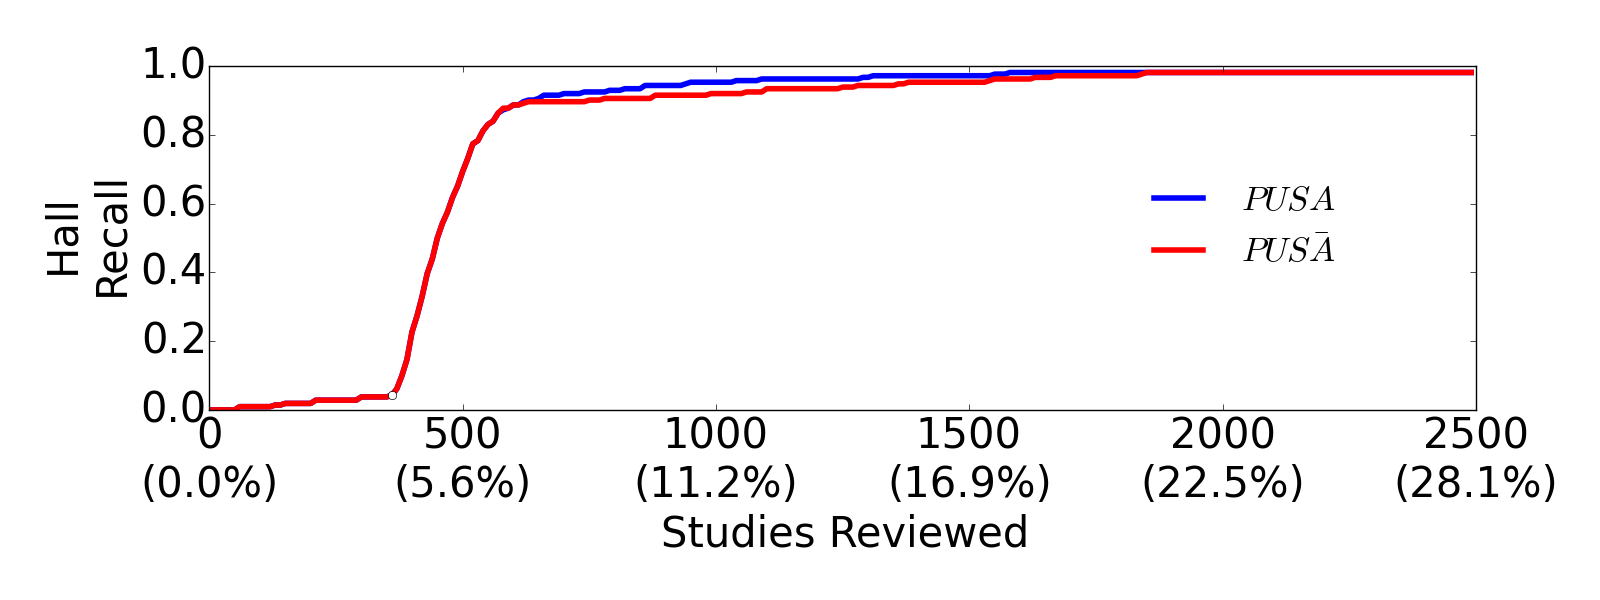 Hall
Recall
1.0
0.8
0.6
0.4
0.2
0.0
PUSA
PUSĀ
0 500 1000 1500 2000 2500
(0.0%) (5.6%) (11.2%) (16.9%) (22.5%) (28.1%)
Studies Reviewed